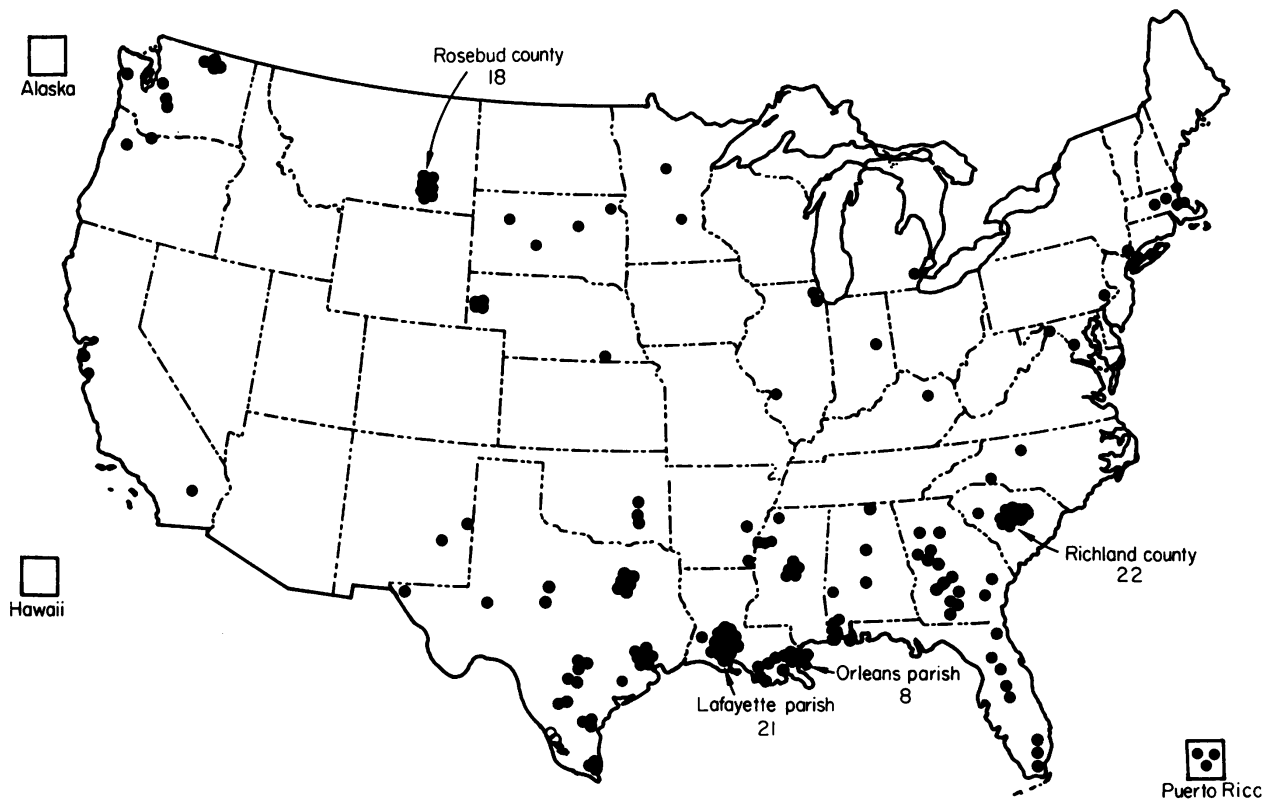 Rosebud county
18
Alaska
Richland county
22
Hawaii
Orleans parish
8
Lafayette parish
21
Puerto Ricc